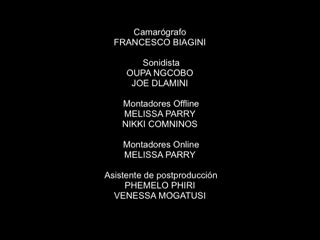 Camarógrafo
FRANCESCO BIAGINI
Sonidista
OUPA NGCOBO
JOE DLAMINI
Montadores Offline
MELISSA PARRY
NIKKI COMNINOS
Montadores Online
MELISSA PARRY
Asistente de postproducción
PHEMELO PHIRI
VENESSA MOGATUSI